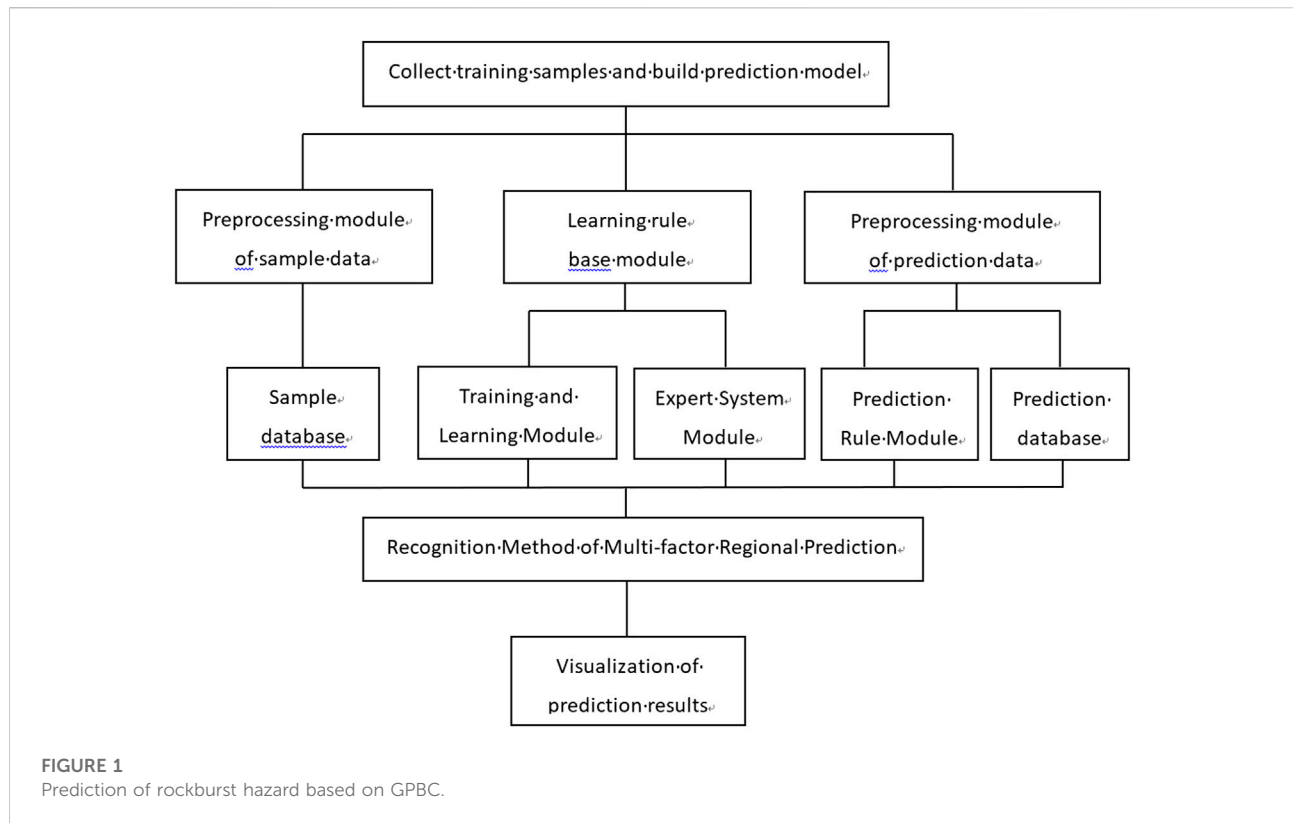 Collect·training·samples·and·build·prediction·model↵
Preprocessing·module↵
of·sample·data↵
Learning·rule↵
base·module↵
Preprocessing·module↵
of·prediction·data↵
Sample↵
database↵
Training·and·
Learning·Module↵
Expert·System↵
Module↵
Prediction·
Rule·Module↵
Prediction·
database↵
Recognition·Method·of·Multi-factor·Regional·Prediction↵
Visualization·of·
prediction·results↵
FIGURE 1
Prediction of rockburst hazard based on GPBC.